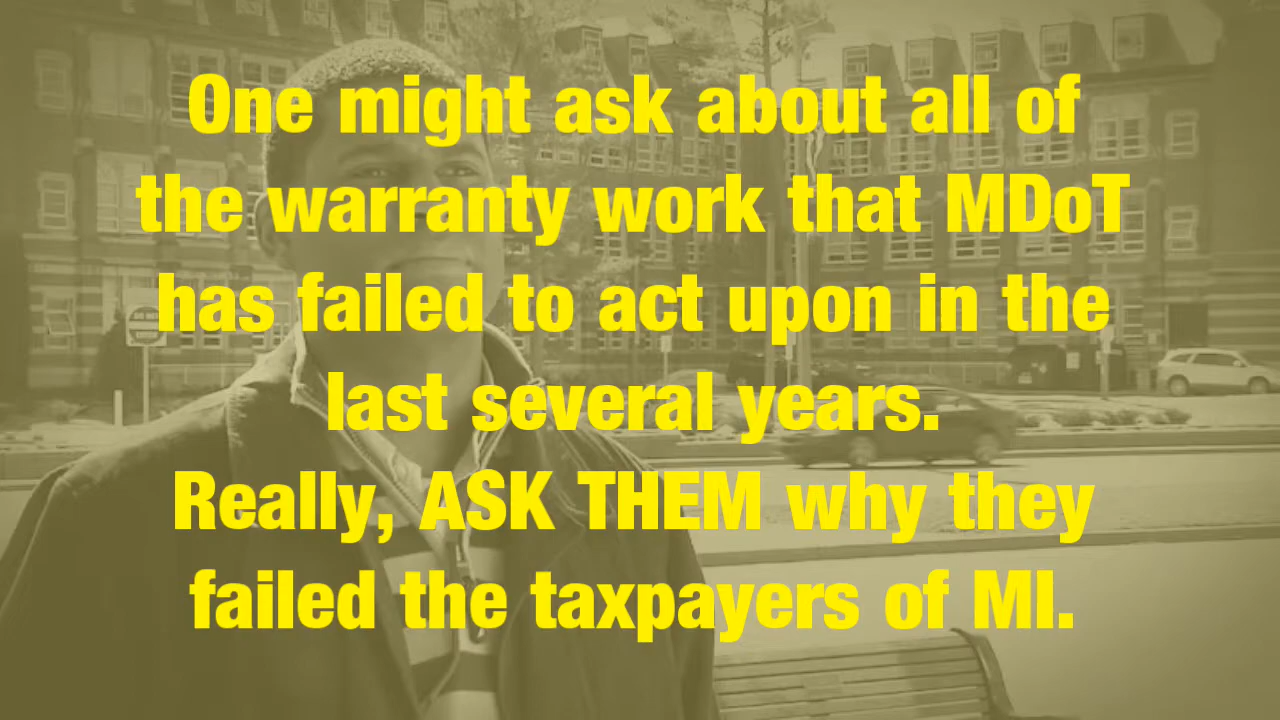 One might ask about all of
the warranty work that MDoT
has failed to act upon in the
last several years.
Really, ASK THEM why they
failed the taxpayers of MI.